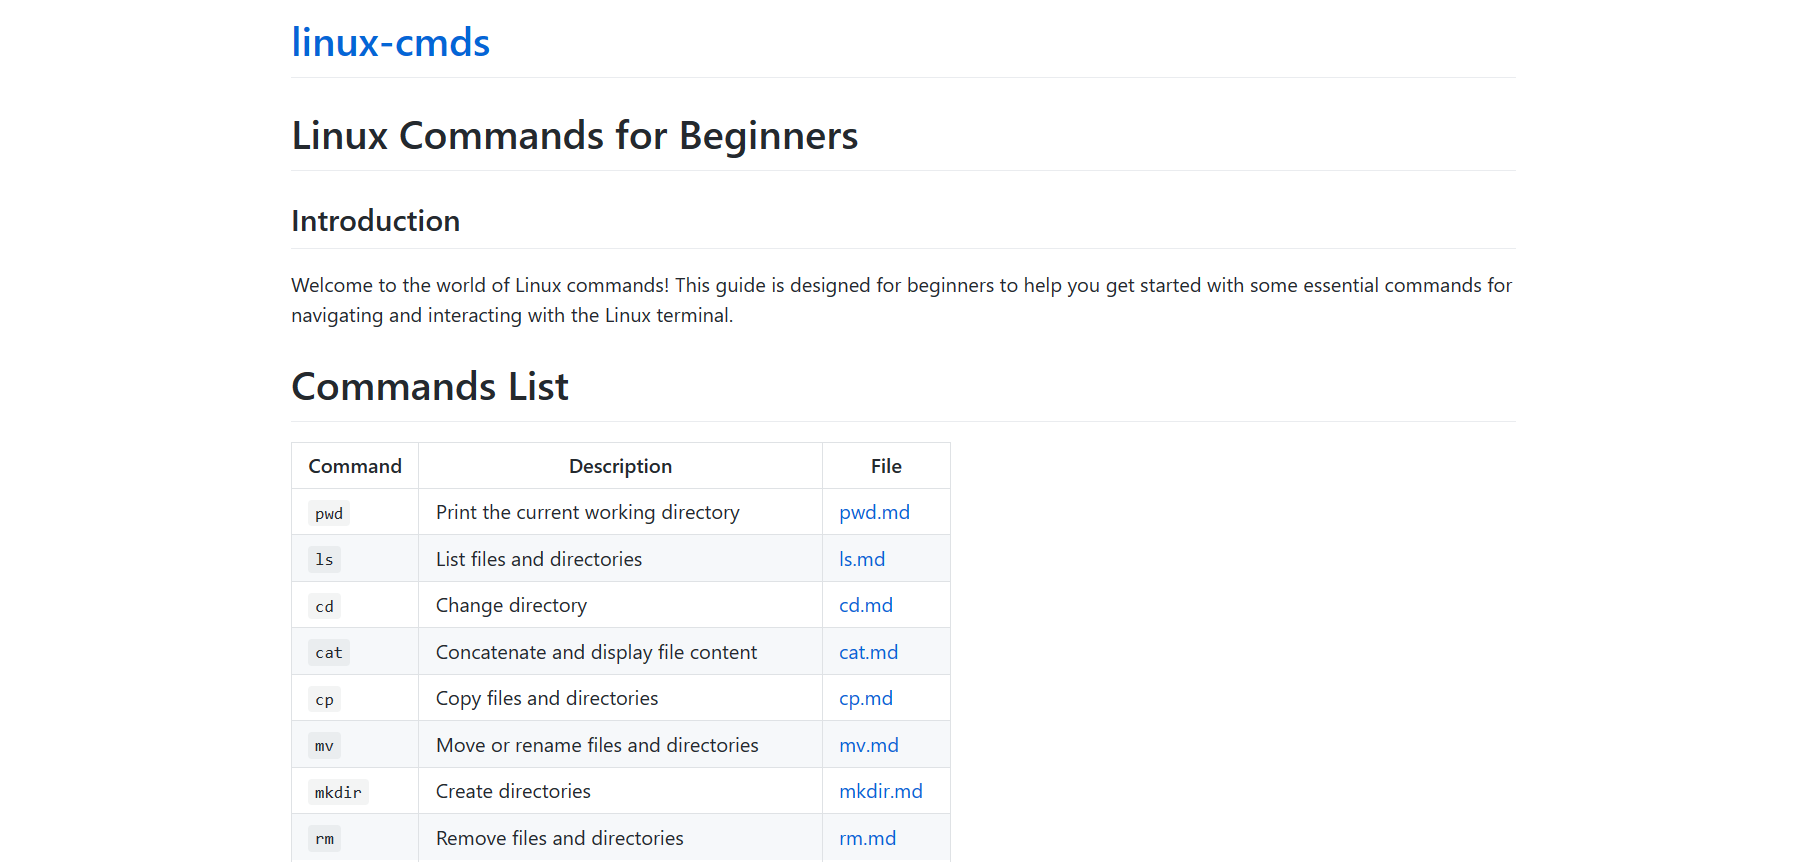 linux-cmds
Linux Commands for Beginners
Introduction
Welcome to the world of Linux commands! This guide is designed for beginners to help you get started with some essential commands for
navigating and interacting with the Linux terminal.
Commands List
Command Description File
pwd Print the current working directory pwd.md
ls List files and directories ls.md
cd Change directory cd.md
cat Concatenate and display file content cat.md
cp Copy files and directories cp.md
mv Move or rename files and directories mv.md
mkdir Create directories mkdir.md
rm Remove files and directories rm.md